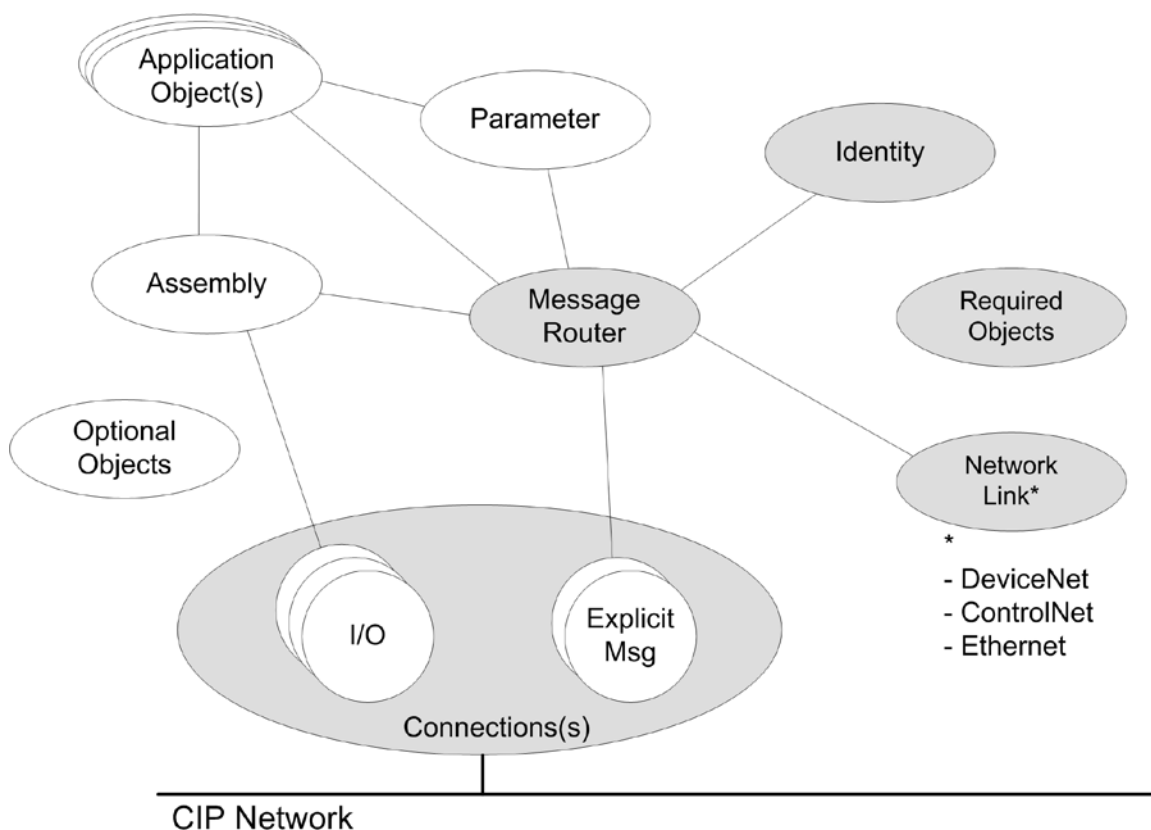 Application
Object(s)
Parameter
Identity
Assembly
Message
Router
Required
Objects
Optional
Objects
Network
Link*
*
- DeviceNet
- ControlNet
- Ethernet
I/O
Explicit
Msg
Connections(s)
CIP Network